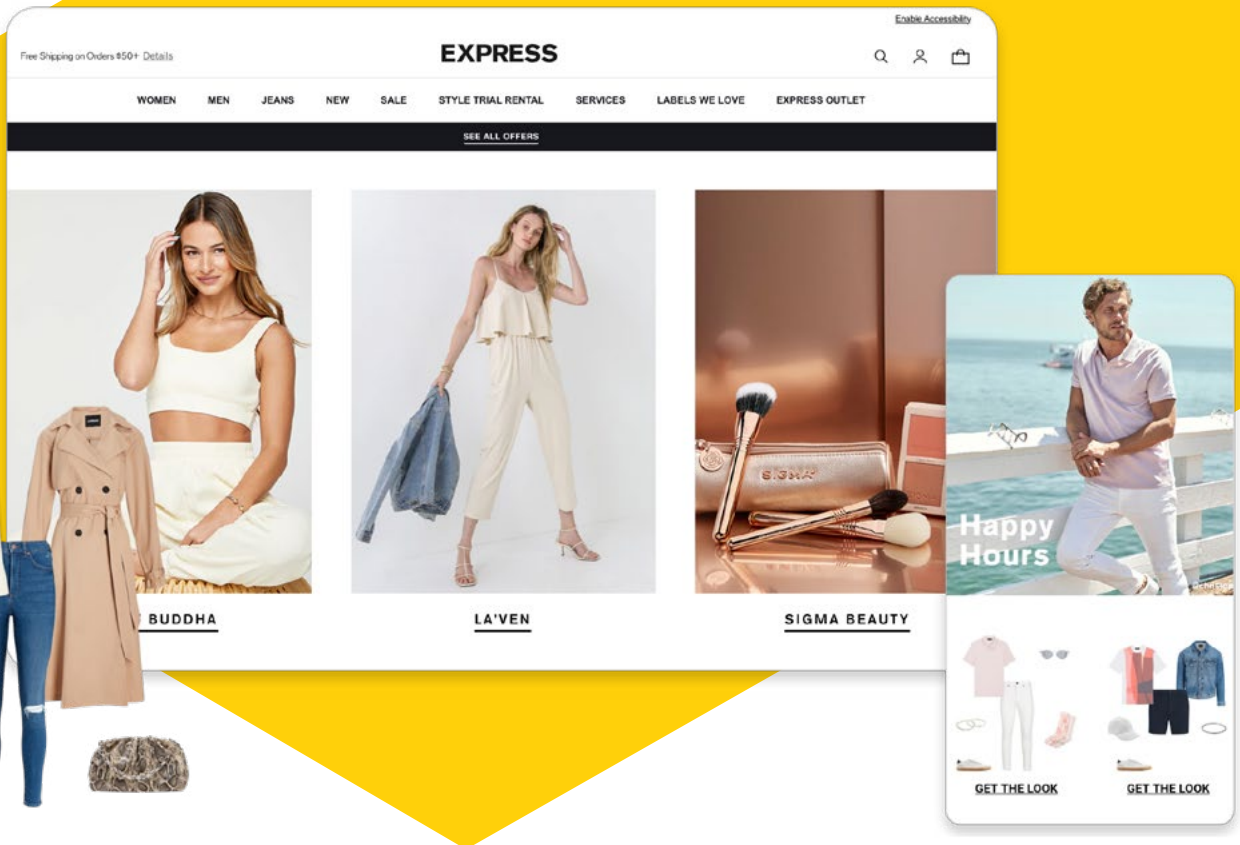 Enable Accessibility
Free Shipping on Orders $50+ Details
EXPRESS
WOMEN MEN JEANS NEW SALE STYLE TRIAL RENTAL SERVICES LABELS WE LOVE EXPRESS OUTLET
SEE ALL OFFERS
SIGMA
BUDDHA
LA'VEN
SIGMA BEAUTY
Happy
Hours
GET THE LOOK GET THE LOOK